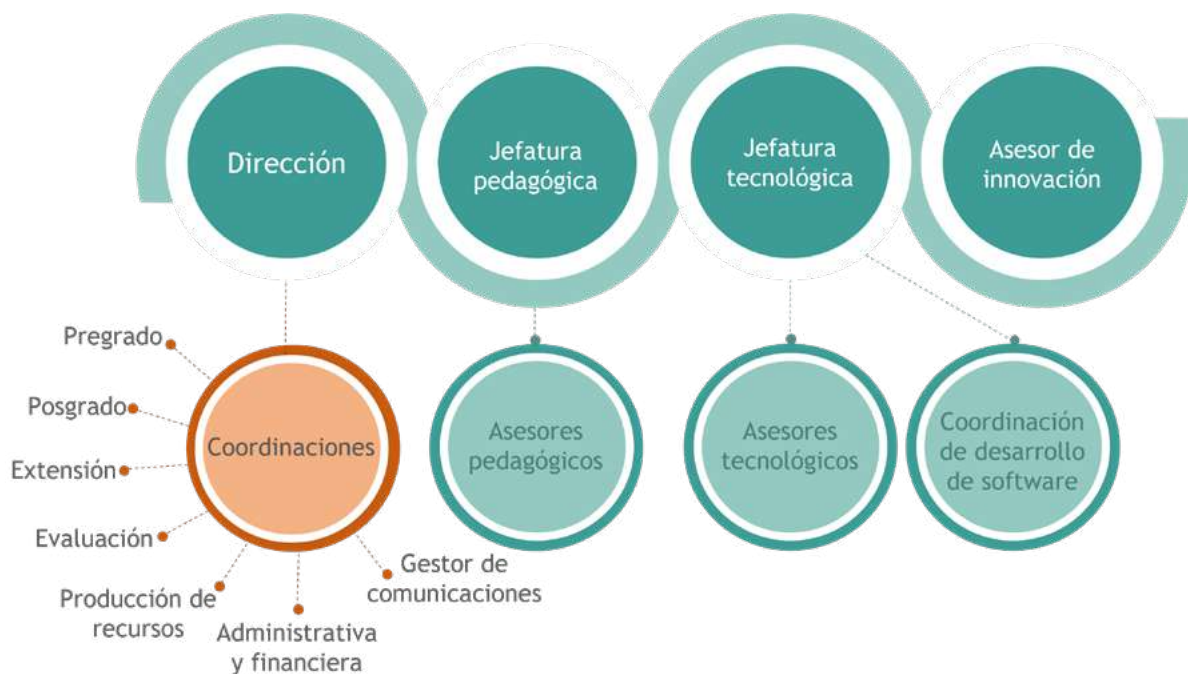 Dirección
Jefatura
pedagógica
Jefatura
tecnológica
Asesor de
innovación
Pregrado
Posgrado
Extensión
Evaluación
Producción de
recursos
Administrativa
y financiera
Gestor de
comunicaciones
Coordinaciones
Asesores
pedagógicos
Asesores
tecnológicos
Coordinación
de desarrollo
de software